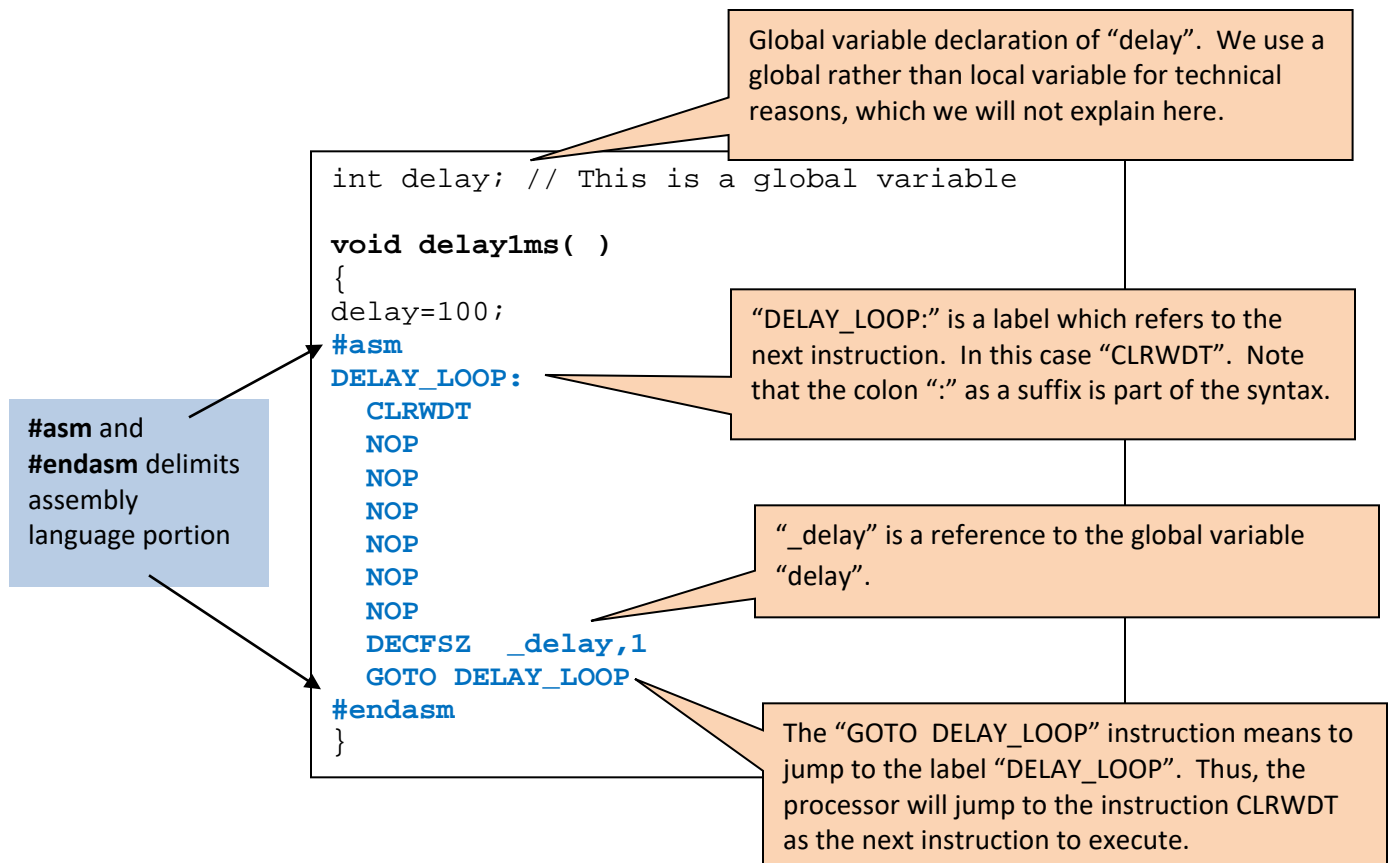 Global variable declaration of “delay”. We use a
global rather than local variable for technical
reasons, which we will not explain here.
int delay; // This is a global variable
void delay1ms( )
{
delay=100;
#asm
DELAY_LOOP:
CLRWDT
NOP
NOP
NOP
NOP
NOP
NOP
DECFSZ _delay,1
GOTO DELAY_LOOP
#endasm
}
“DELAY_LOOP:” is a label which refers to the
next instruction. In this case “CLRWDT”. Note
that the colon “:” as a suffix is part of the syntax.
#asm and
#endasm delimits
assembly
language portion
“_delay” is a reference to the global variable
“delay”.
The “GOTO DELAY_LOOP” instruction means to
jump to the label “DELAY_LOOP”. Thus, the
processor will jump to the instruction CLRWDT
as the next instruction to execute.